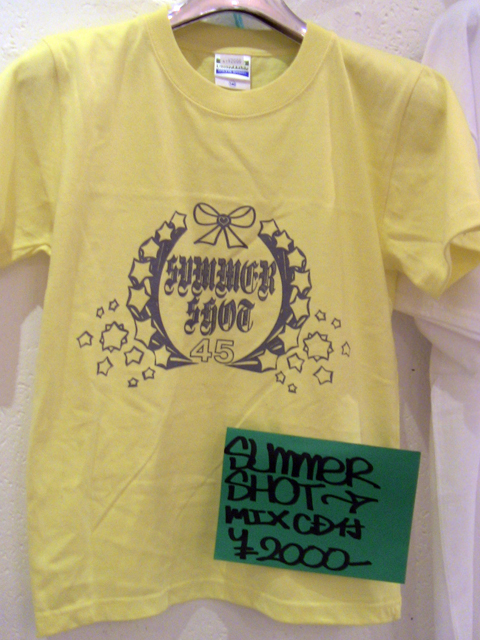 SUMMER
SHOT
45
SUMMER
SHOT
MIX CD付
¥2000-